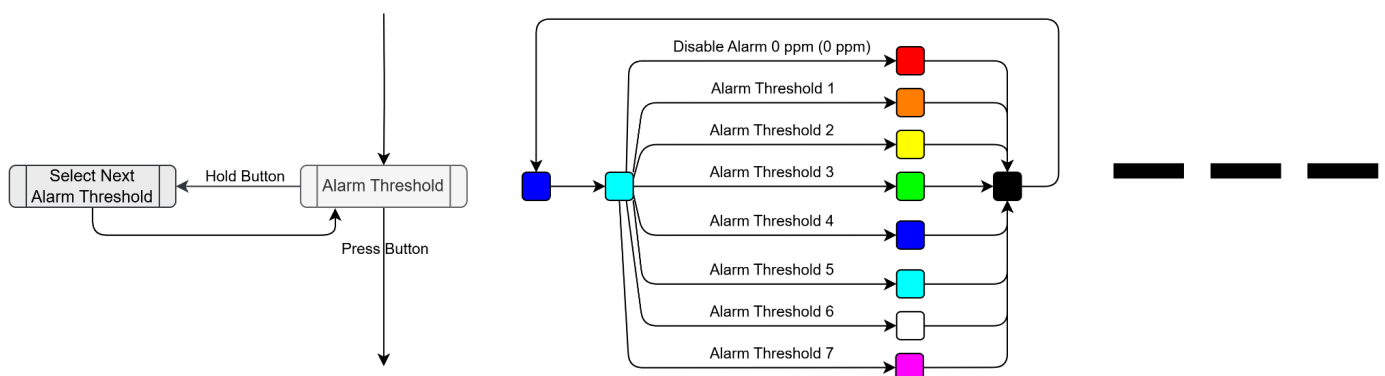 Select Next
Alarm Threshold
Hold Button
Alarm Threshold
Press Button
Disable Alarm 0 ppm (0 ppm)
Alarm Threshold 1
Alarm Threshold 2
Alarm Threshold 3
Alarm Threshold 4
Alarm Threshold 5
Alarm Threshold 6
Alarm Threshold 7